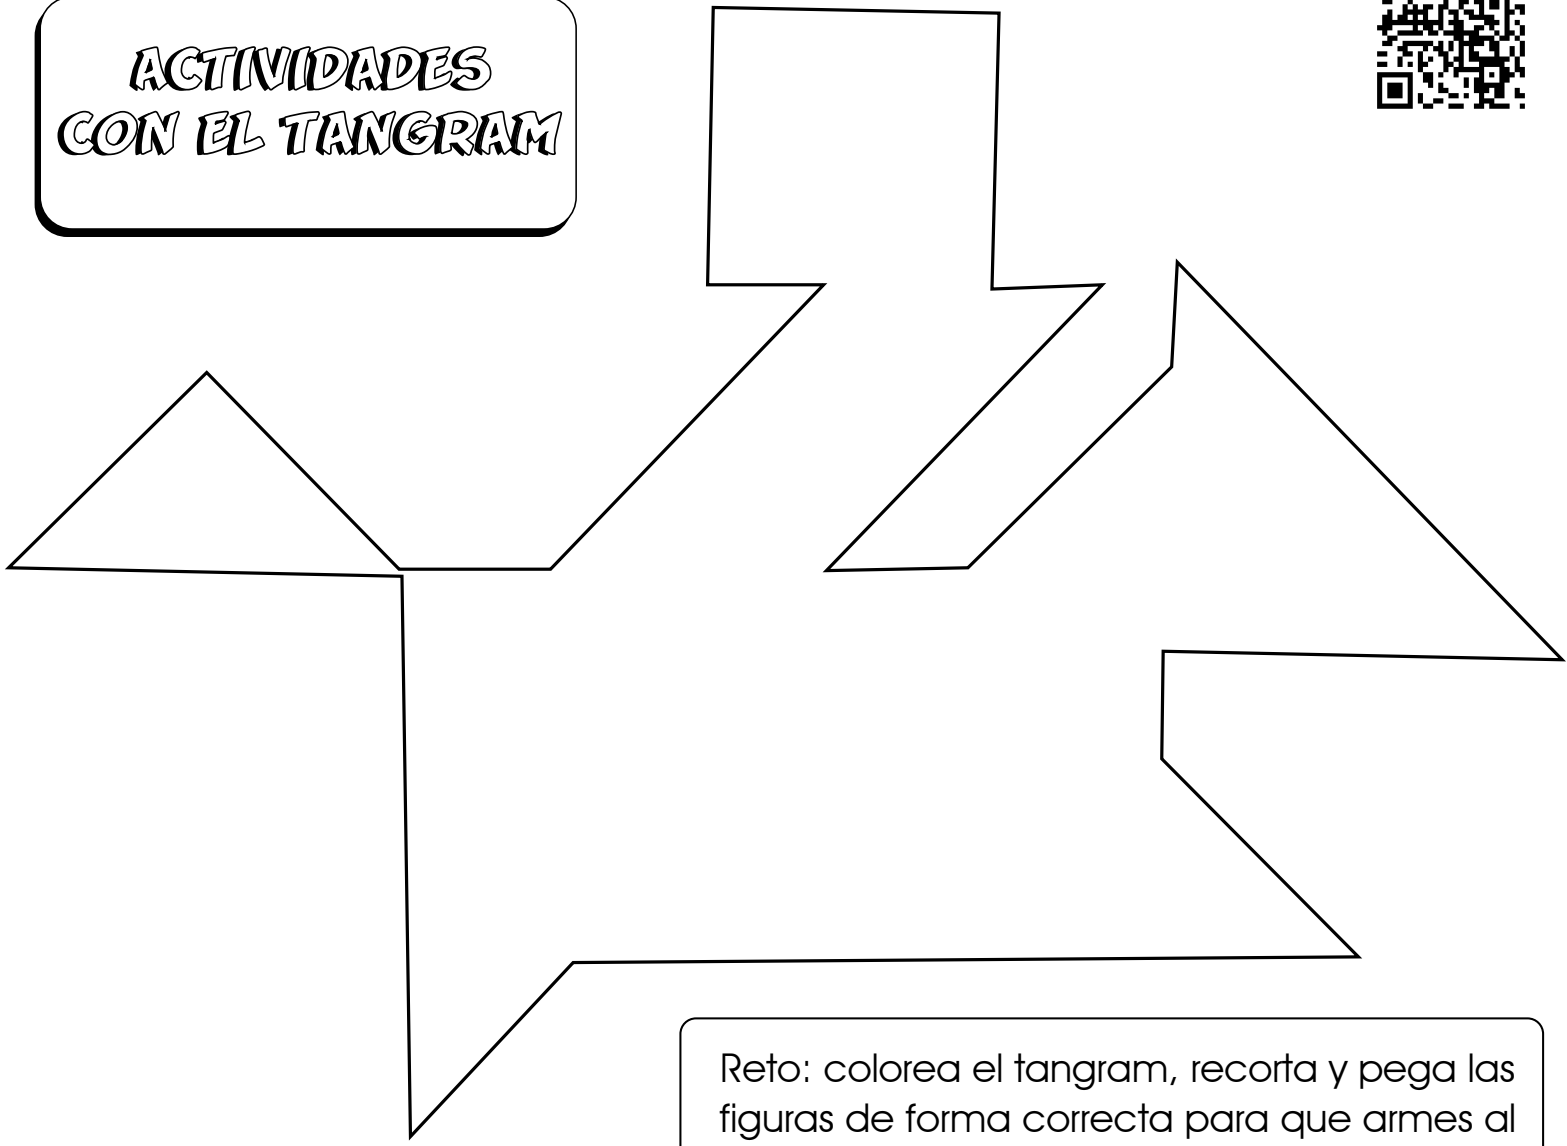 ACTIVIDADES
CON EL TANGRAM
Reto: colorea el tangram, recorta y pega las
figuras de forma correcta para que armes al